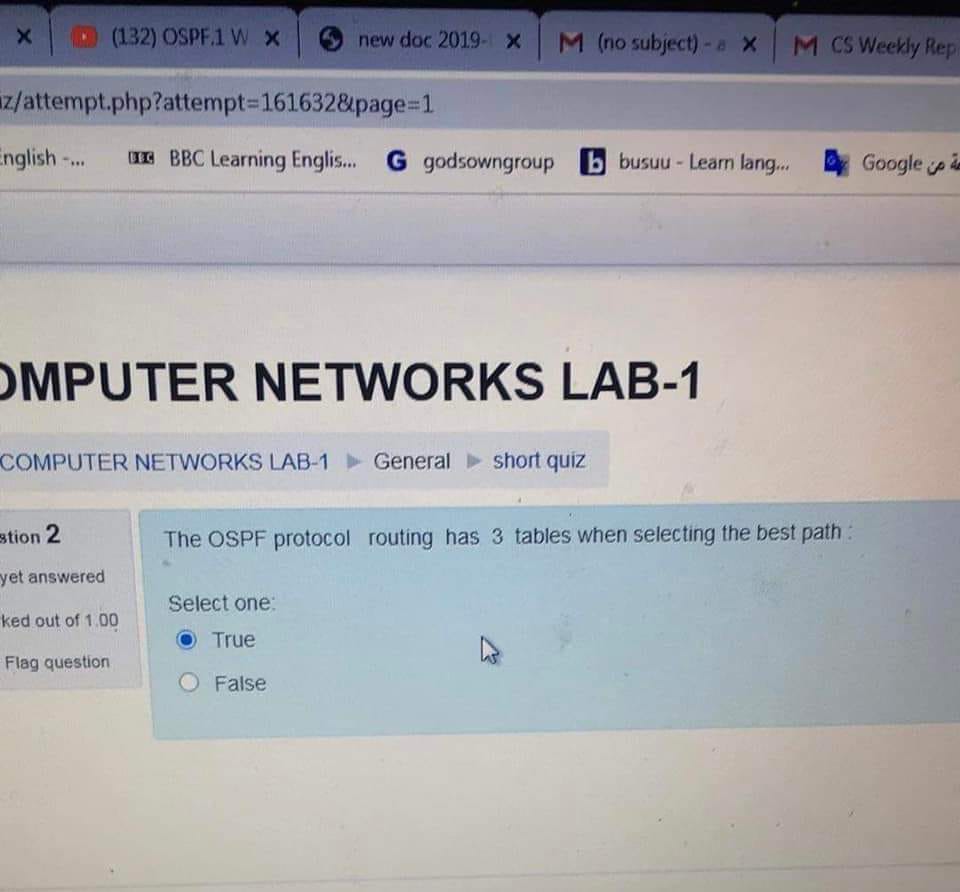 (132) OSPF.1 W
new doc 2019-
(no subject) - a
CS Weekly Rep
z/attempt.php?attempt=161632&page=1
English -...
BBC BBC Learning Englis...
G godsowngroup
b busuu - Learn lang...
Google من
OMPUTER NETWORKS LAB-1
COMPUTER NETWORKS LAB-1 ► General ► short quiz
stion 2
yet answered
ked out of 1.00
Flag question
The OSPF protocol routing has 3 tables when selecting the best path :
Select one:
True
False